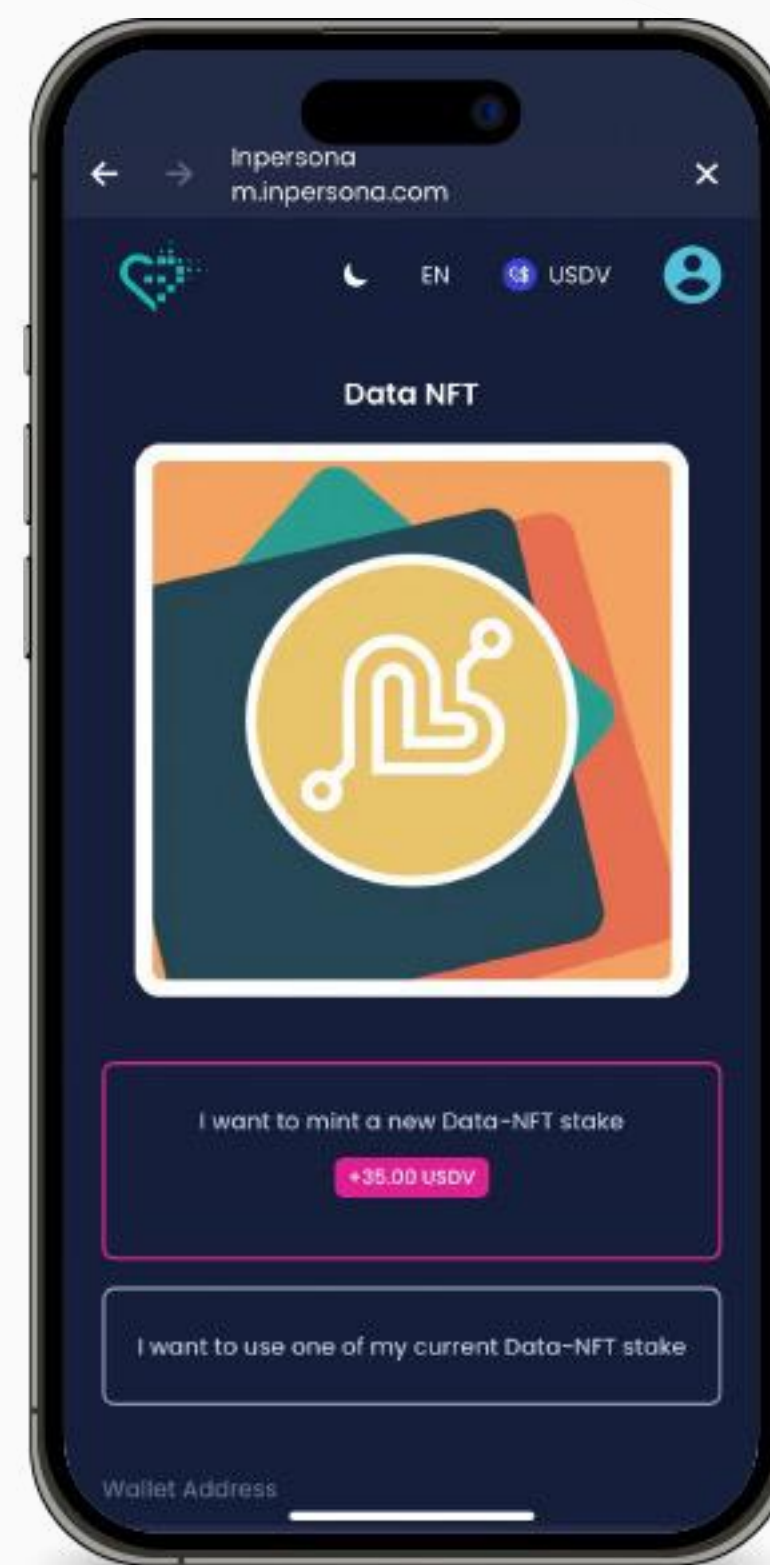 Inpersona
m.inpersona.com
EN
USDV
Data NFT
I want to mint a new Data-NFT stake
+35.00 USDV
I want to use one of my current Data-NFT stake
Wallet Address